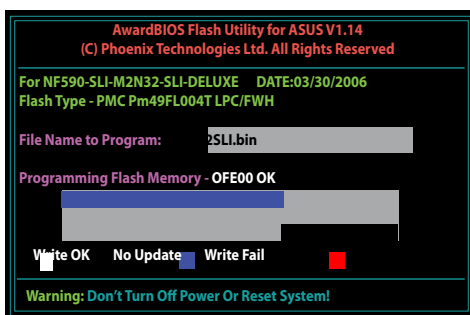 AwardBIOS Flash Utility for ASUS V1.14
(C) Phoenix Technologies Ltd. All Rights Reserved
For NF590-SLI-M2N32-SLI-DELUXE DATE:03/30/2006
Flash Type - PMC Pm49FL004T LPC/FWH
File Name to Program: 2SLI.bin
Programming Flash Memory - OFE00 OK
Write OK No Update Write Fail
Warning: Don't Turn Off Power Or Reset System!